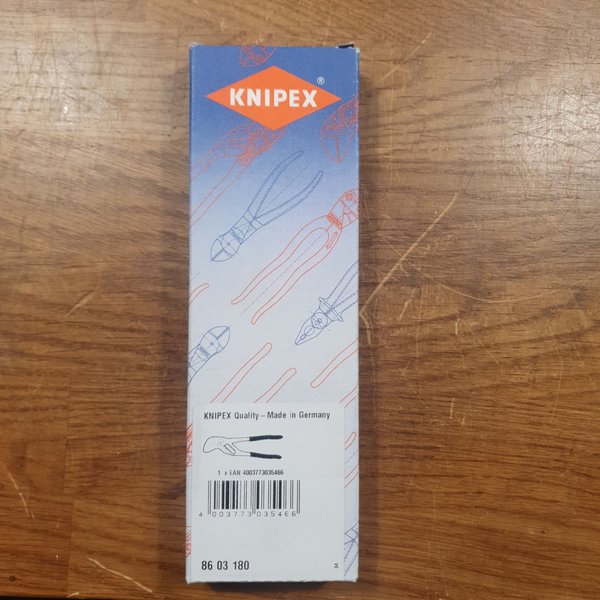 KNIPEX®
KNIPEX Quality – Made in Germany
1 x EAN 4003773035466
4 003773 035466
86 03 180